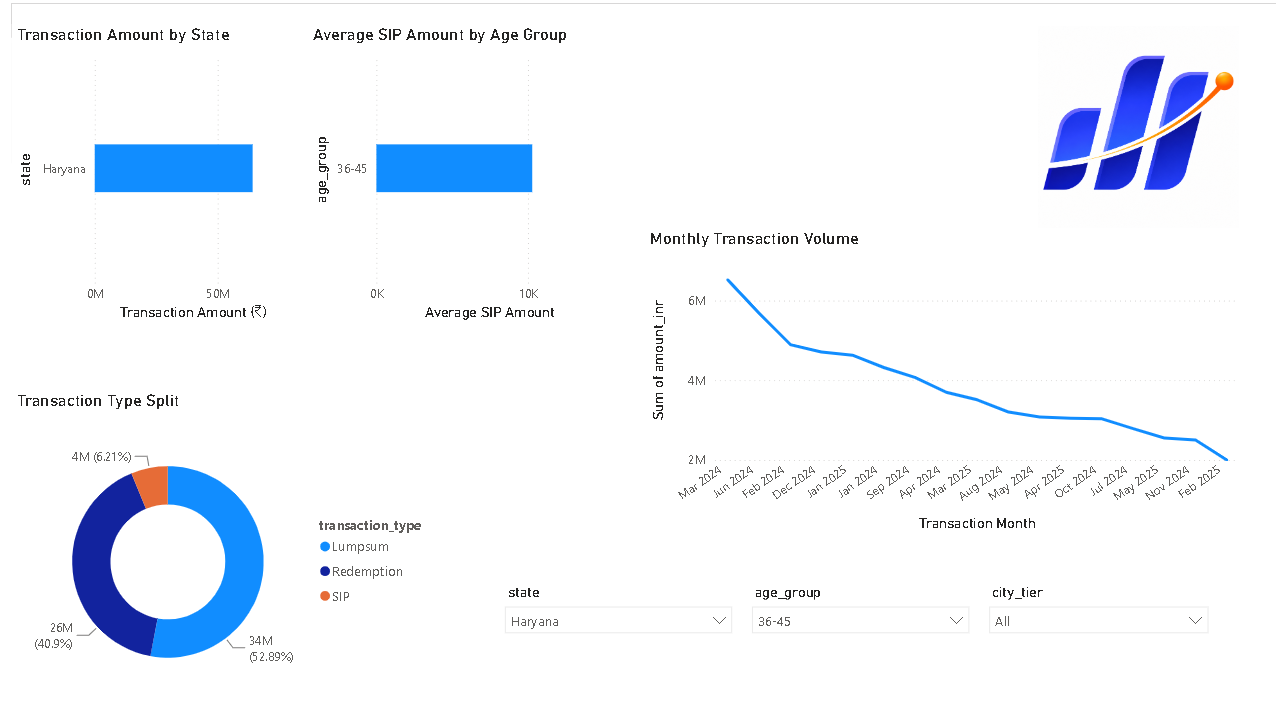 Transaction Amount by State
state
Haryana
0M
50M
Transaction Amount (₹)
Average SIP Amount by Age Group
age_group
36-45
0K
10K
Average SIP Amount
Monthly Transaction Volume
Sum of amount_inr
6M
4M
2M
Mar 2024
Jun 2024
Feb 2024
Dec 2024
Jan 2025
Jan 2024
Sep 2024
Apr 2024
Mar 2025
Aug 2024
May 2024
Apr 2025
Oct 2024
Jul 2024
May 2025
Nov 2024
Feb 2025
Transaction Month
Transaction Type Split
4M (6.21%)
26M
(40.9%)
34M
(52.89%)
transaction_type
Lumpsum
Redemption
SIP
state
Haryana
age_group
36-45
city_tier
All